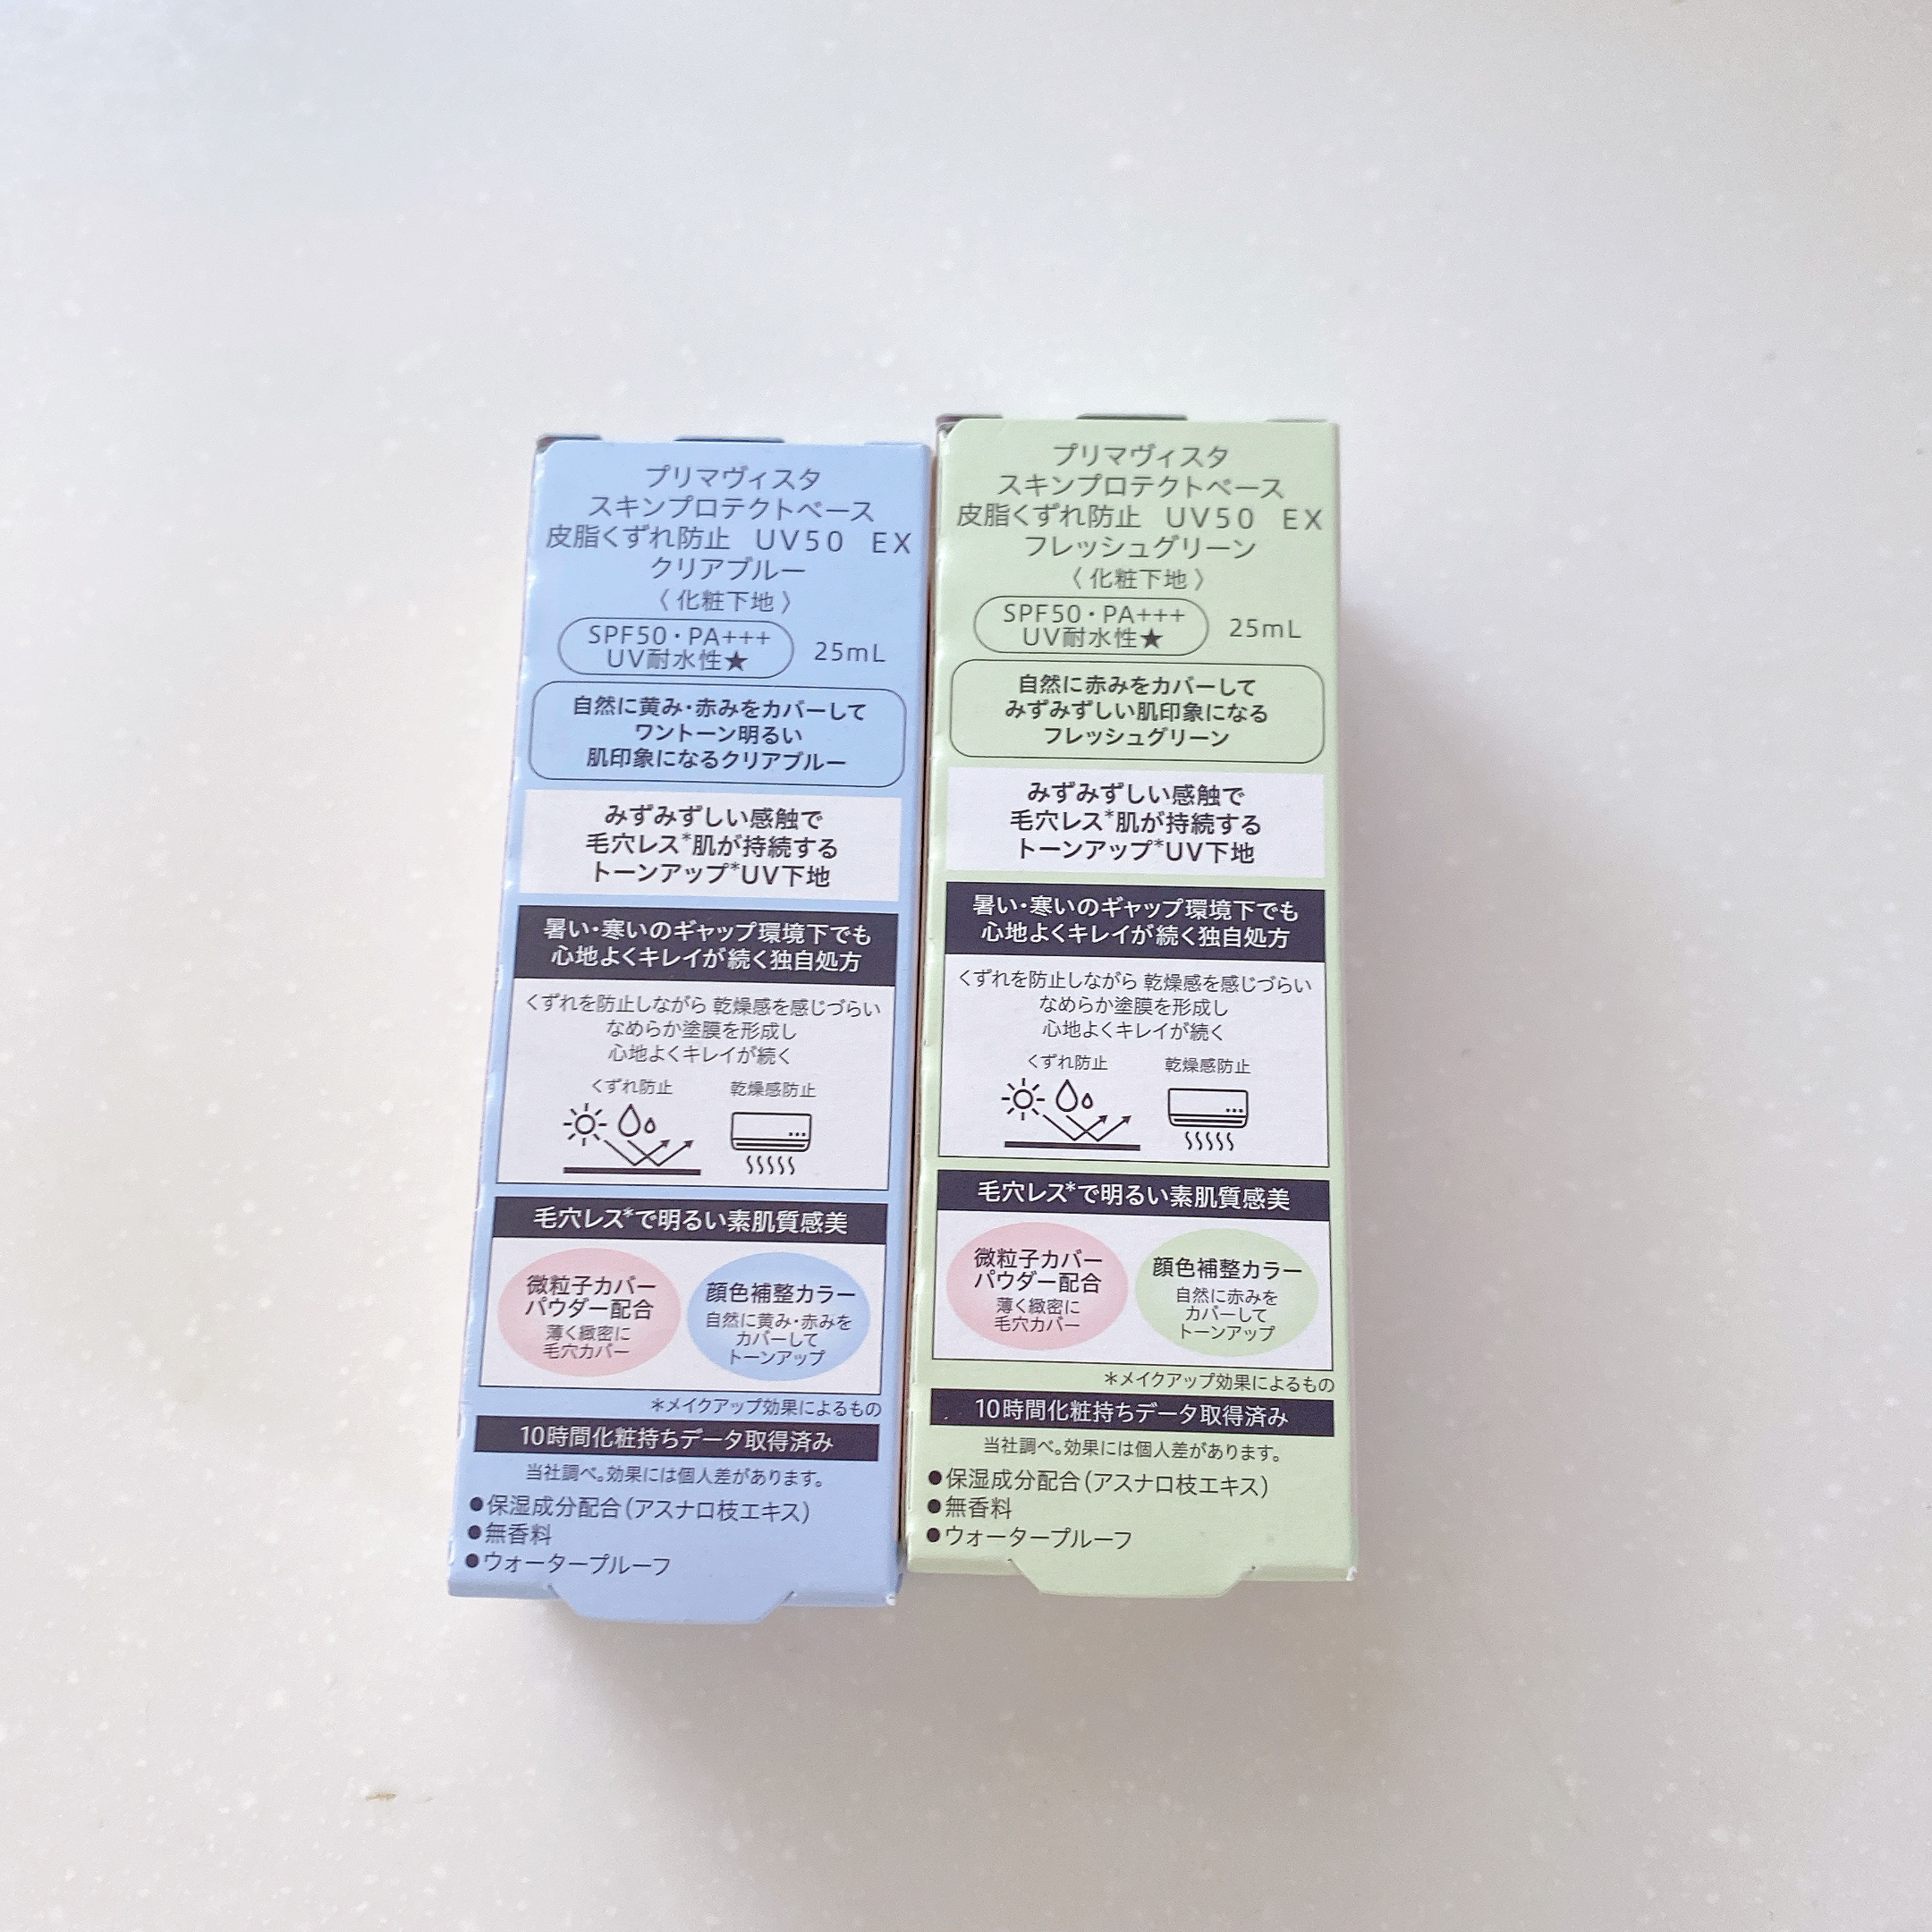 プリマヴィスタ
スキンプロテクトベース
皮脂くずれ防止 UV50 EX
クリアブルー
〈化粧下地〉
SPF50・PA+++
UV耐水性★
25mL
自然に黄み・赤みをカバーして
ワントーン明るい
肌印象になるクリアブルー
みずみずしい感触で
毛穴レス*肌が持続する
トーンアップ*UV下地
暑い・寒いのギャップ環境下でも
心地よくキレイが続く独自処方
くずれを防止しながら 乾燥感を感じづらい
なめらか塗膜を形成し
心地よくキレイが続く
くずれ防止 乾燥感防止
毛穴レス*で明るい素肌質感美
微粒子カバー
パウダー配合
薄く緻密に
毛穴カバー
顔色補整カラー
自然に黄み・赤みを
カバーして
トーンアップ
*メイクアップ効果によるもの
10時間化粧持ちデータ取得済み
当社調べ。効果には個人差があります。
●保湿成分配合(アスナロ枝エキス)
●無香料
●ウォータープルーフ
プリマヴィスタ
スキンプロテクトベース
皮脂くずれ防止 UV50 EX
フレッシュグリーン
〈化粧下地〉
SPF50・PA+++
UV耐水性★
25mL
自然に赤みをカバーして
みずみずしい肌印象になる
フレッシュグリーン
みずみずしい感触で
毛穴レス*肌が持続する
トーンアップ*UV下地
暑い・寒いのギャップ環境下でも
心地よくキレイが続く独自処方
くずれを防止しながら 乾燥感を感じづらい
なめらか塗膜を形成し
心地よくキレイが続く
くずれ防止 乾燥感防止
毛穴レス*で明るい素肌質感美
微粒子カバー
パウダー配合
薄く緻密に
毛穴カバー
顔色補整カラー
自然に赤みを
カバーして
トーンアップ
*メイクアップ効果によるもの
10時間化粧持ちデータ取得済み
当社調べ。効果には個人差があります。
●保湿成分配合(アスナロ枝エキス)
●無香料
●ウォータープルーフ